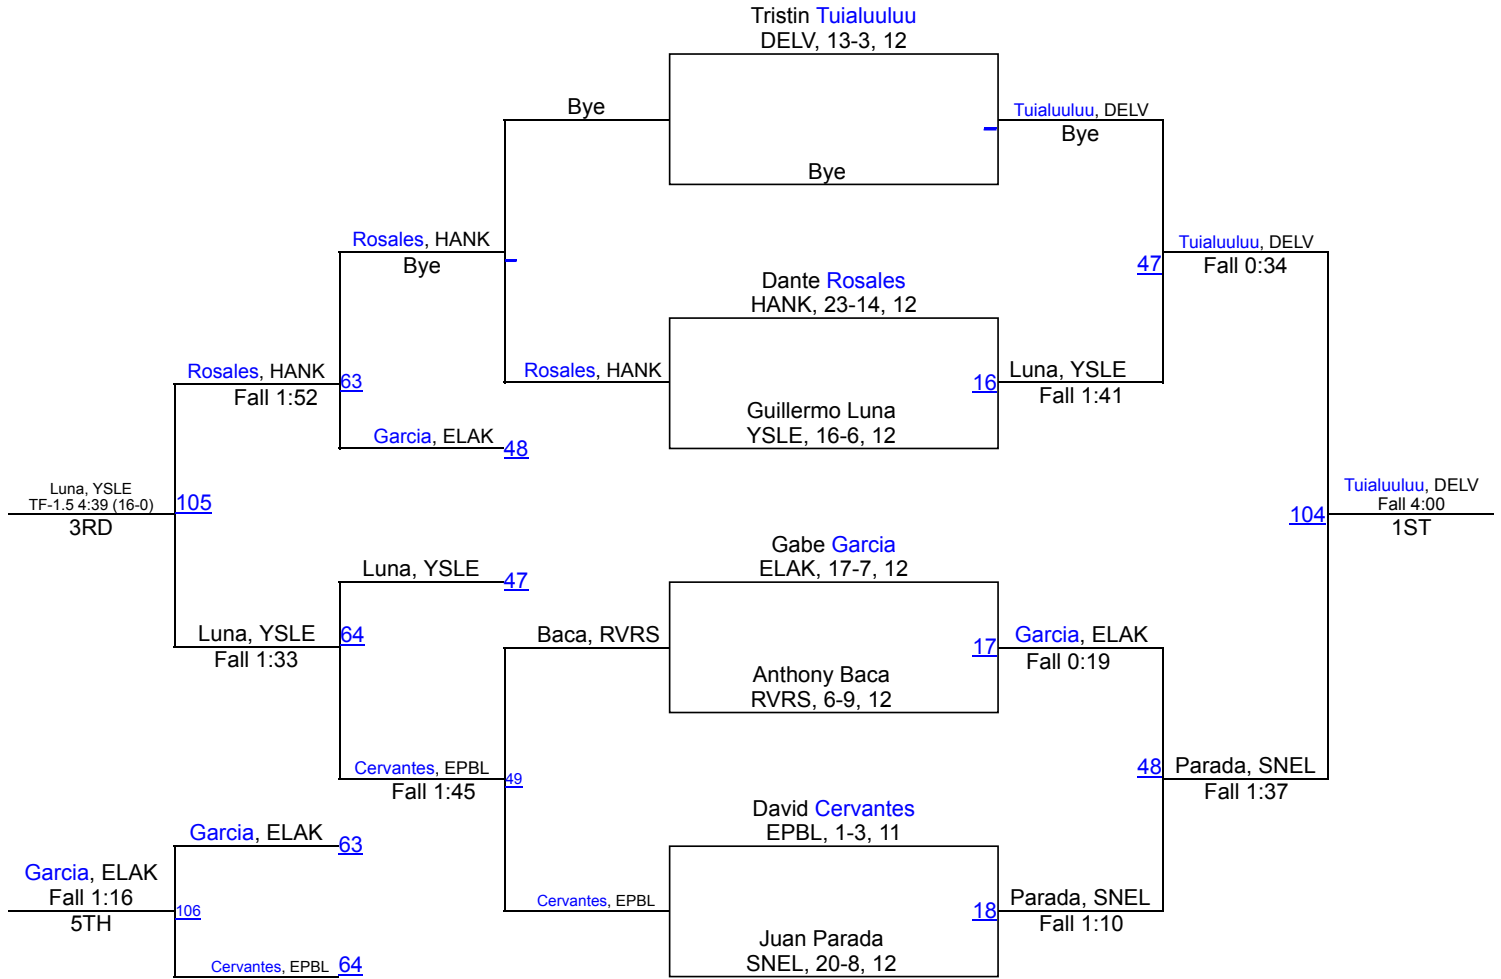 Tristin Tuialuuluu
DELV, 13-3, 12
Bye
Tuialuuluu, DELV
Bye
Bye
Rosales, HANK
Bye
Tuialuuluu, DELV
47
Fall 0:34
Dante Rosales
HANK, 23-14, 12
Rosales, HANK
63
Fall 1:52
Rosales, HANK
16
Luna, YSLE
Fall 1:41
Guillermo Luna
YSLE, 16-6, 12
Garcia, ELAK
48
Luna, YSLE
TF-1.5 4:39 (16-0)
105
3RD
Tuialuuluu, DELV
Fall 4:00
104
1ST
Gabe Garcia
ELAK, 17-7, 12
Luna, YSLE
47
Luna, YSLE
64
Fall 1:33
Baca, RVRS
17
Garcia, ELAK
Fall 0:19
Anthony Baca
RVRS, 6-9, 12
Cervantes, EPBL
49
Fall 1:45
48
Parada, SNEL
Fall 1:37
David Cervantes
EPBL, 1-3, 11
Garcia, ELAK
63
Garcia, ELAK
Fall 1:16
106
5TH
Cervantes, EPBL
18
Parada, SNEL
Fall 1:10
Juan Parada
SNEL, 20-8, 12
Cervantes, EPBL
64